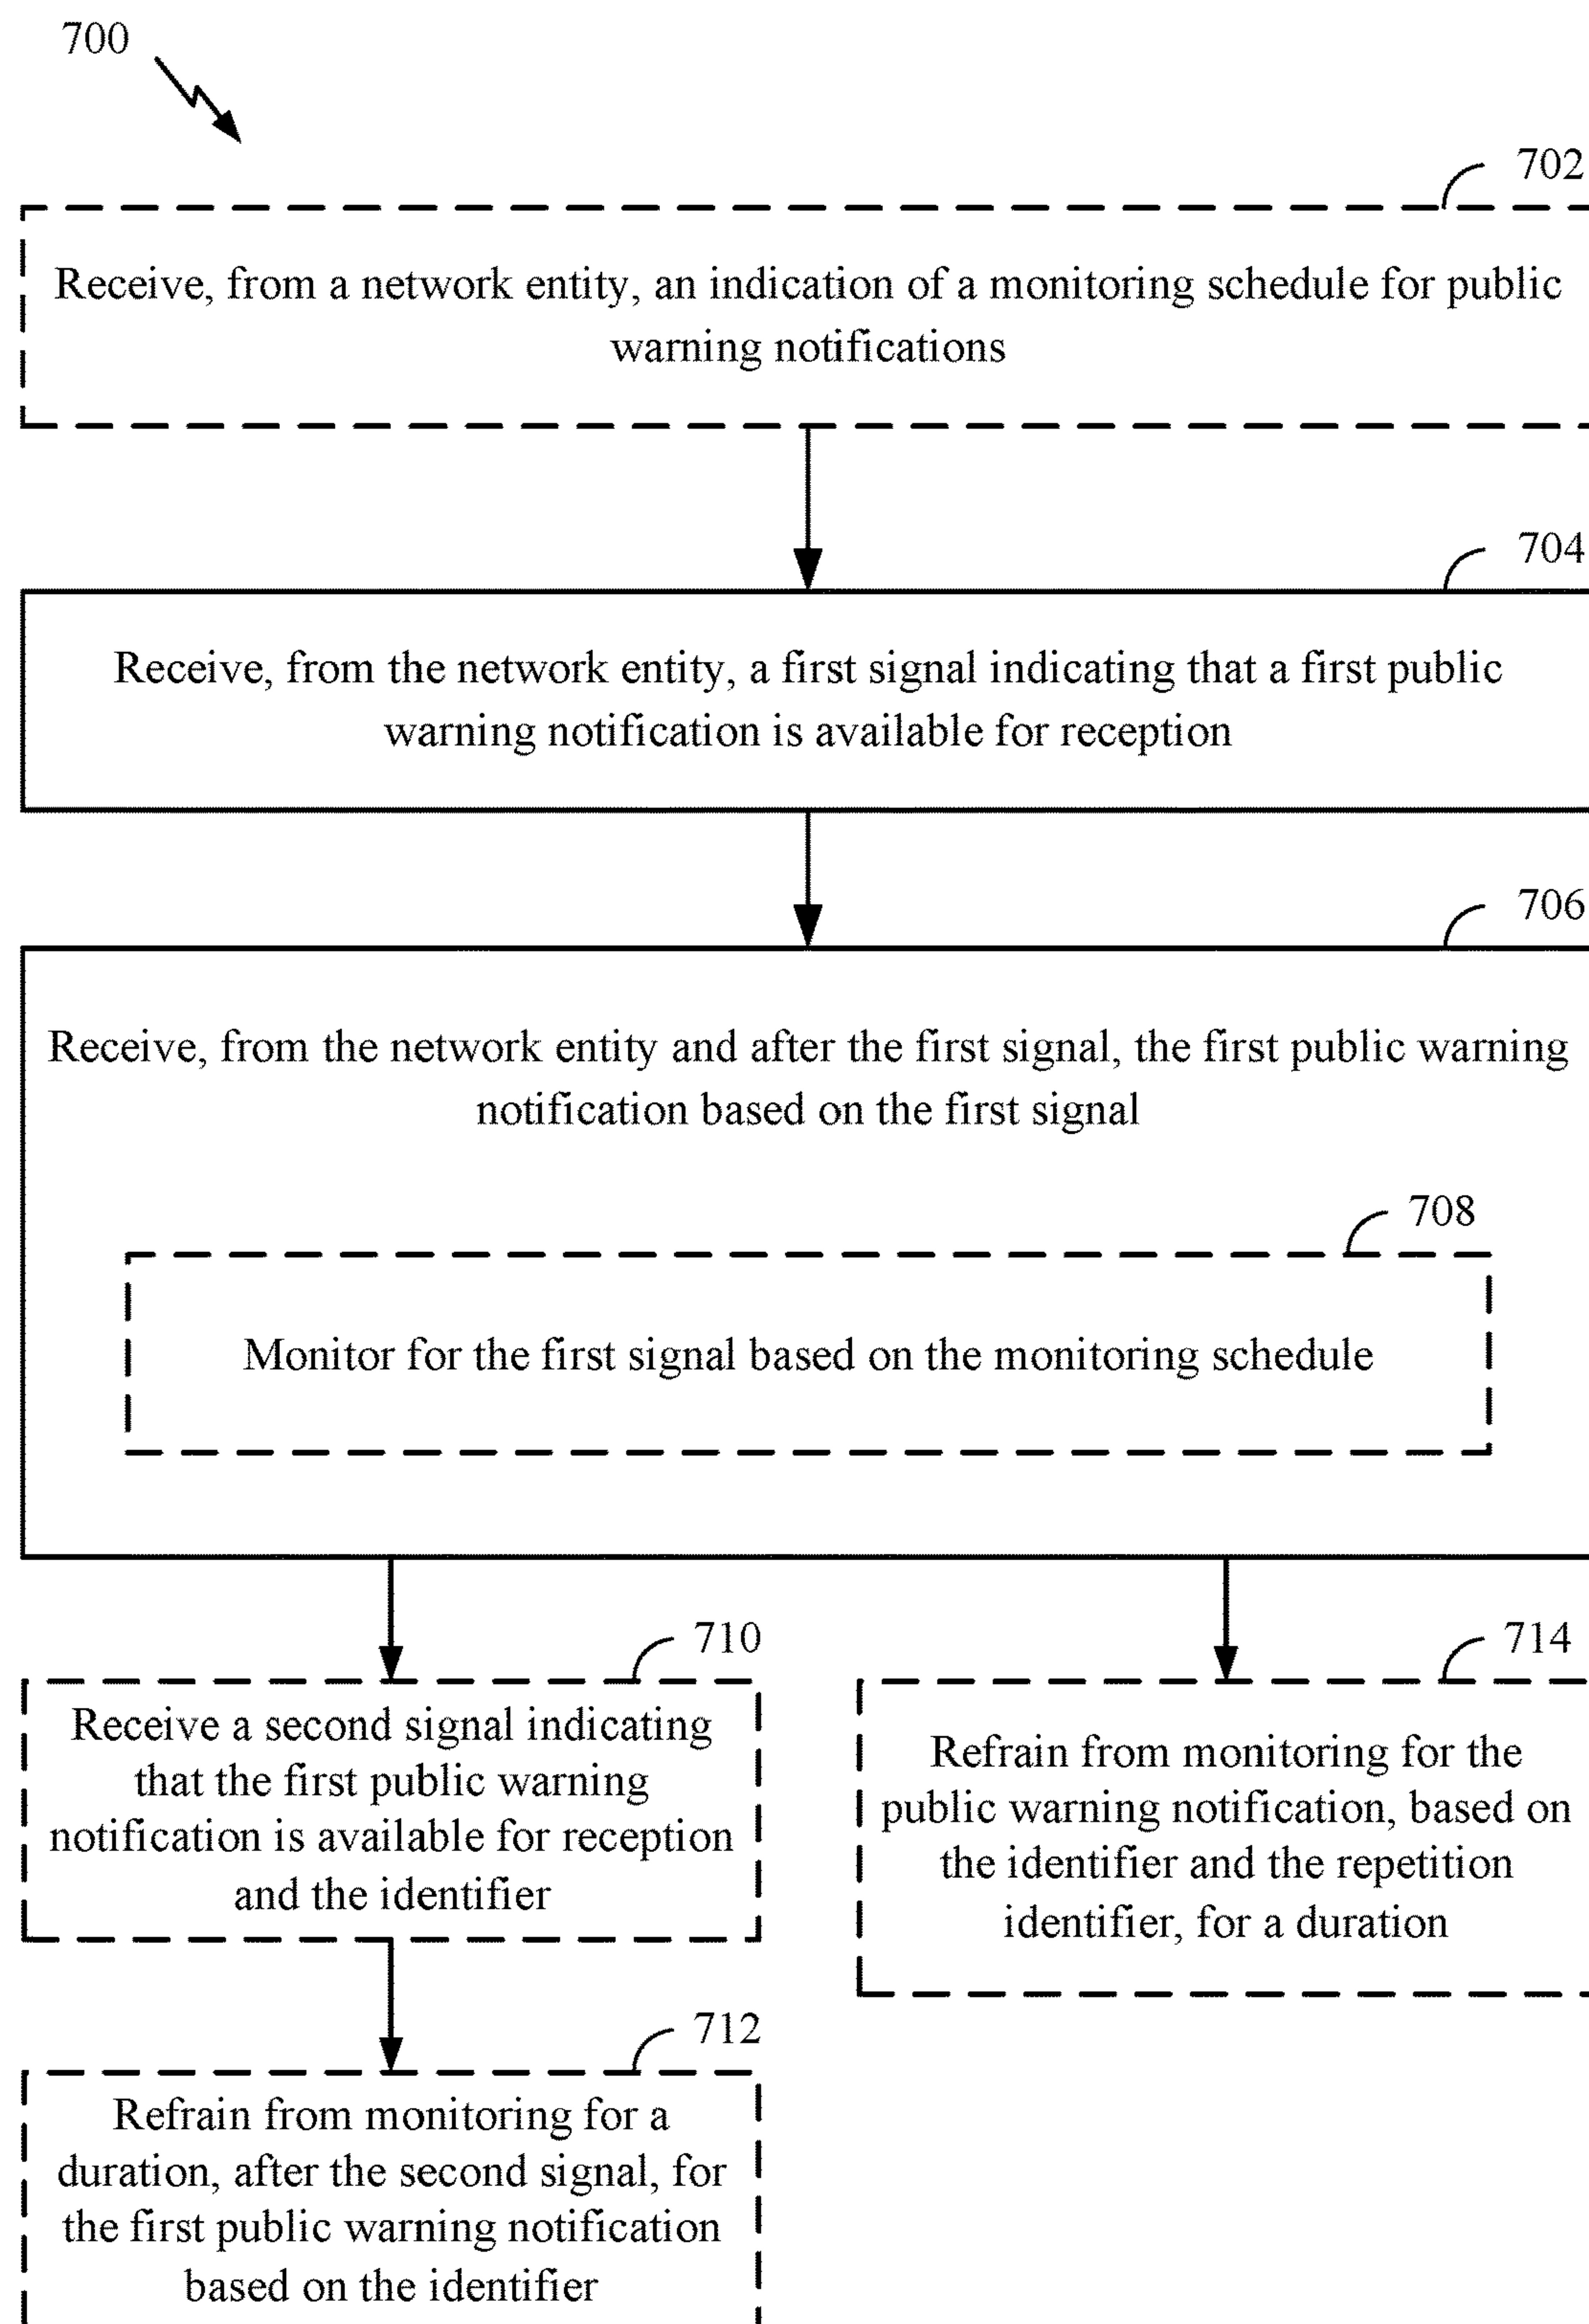 700
702
Receive, from a network entity, an indication of a monitoring schedule for public
warning notifications
704
Receive, from the network entity, a first signal indicating that a first public
warning notification is available for reception
706
Receive, from the network entity and after the first signal, the first public warning
notification based on the first signal
708
Monitor for the first signal based on the monitoring schedule
710
Receive a second signal indicating
that the first public warning
notification is available for reception
and the identifier
712
Refrain from monitoring for a
duration, after the second signal, for
the first public warning notification
based on the identifier
714
Refrain from monitoring for the
public warning notification, based on
the identifier and the repetition
identifier, for a duration